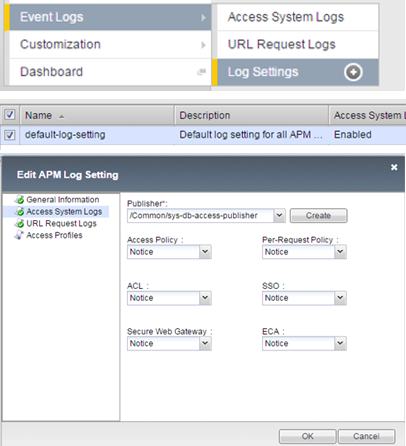 Event Logs
Access System Logs
Customization
URL Request Logs
Dashboard
Log Settings
Name
Description
Access System L
default-log-setting
Default log setting for all APM ...
Enabled
Edit APM Log Setting
General Information
Access System Logs
URL Request Logs
Access Profiles
Publisher*:
/Common/sys-db-access-publisher
Create
Access Policy :
Per-Request Policy :
Notice
Notice
ACL :
SSO :
Notice
Notice
Secure Web Gateway :
ECA :
Notice
Notice
OK
Cancel